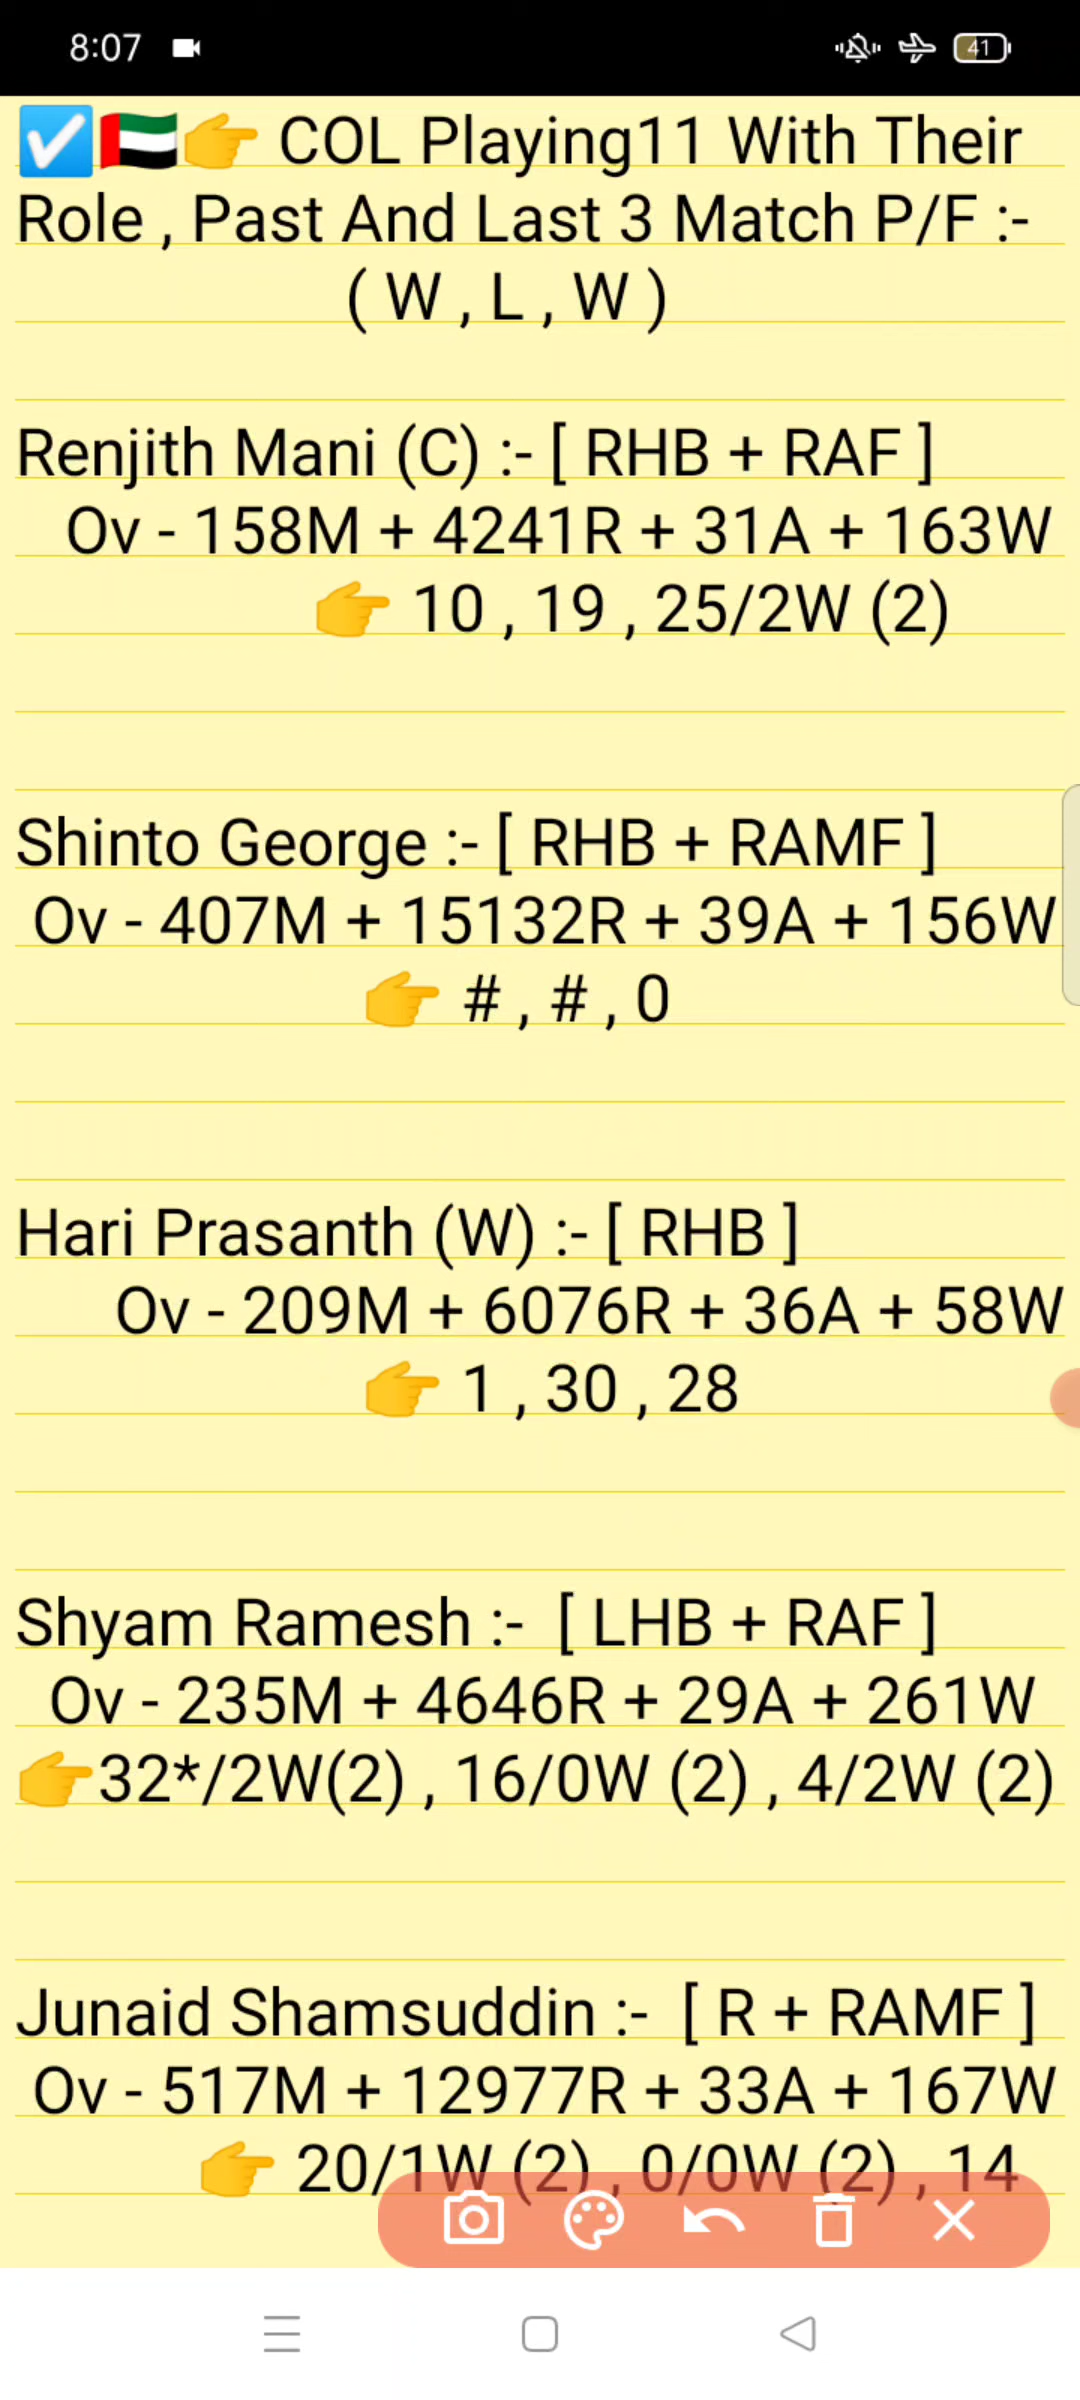 8:07
41
☑️🇦🇪👉 COL Playing11 With Their
Role , Past And Last 3 Match P/F :-
( W , L , W )
Renjith Mani (C) :- [ RHB + RAF ]
Ov - 158M + 4241R + 31A + 163W
👉 10 , 19 , 25/2W (2)
Shinto George :- [ RHB + RAMF ]
Ov - 407M + 15132R + 39A + 156W
👉 # , # , 0
Hari Prasanth (W) :- [ RHB ]
Ov - 209M + 6076R + 36A + 58W
👉 1 , 30 , 28
Shyam Ramesh :- [ LHB + RAF ]
Ov - 235M + 4646R + 29A + 261W
👉32*/2W(2) , 16/0W (2) , 4/2W (2)
Junaid Shamsuddin :- [ R + RAMF ]
Ov - 517M + 12977R + 33A + 167W
👉 20/1W (2) , 0/0W (2) , 14